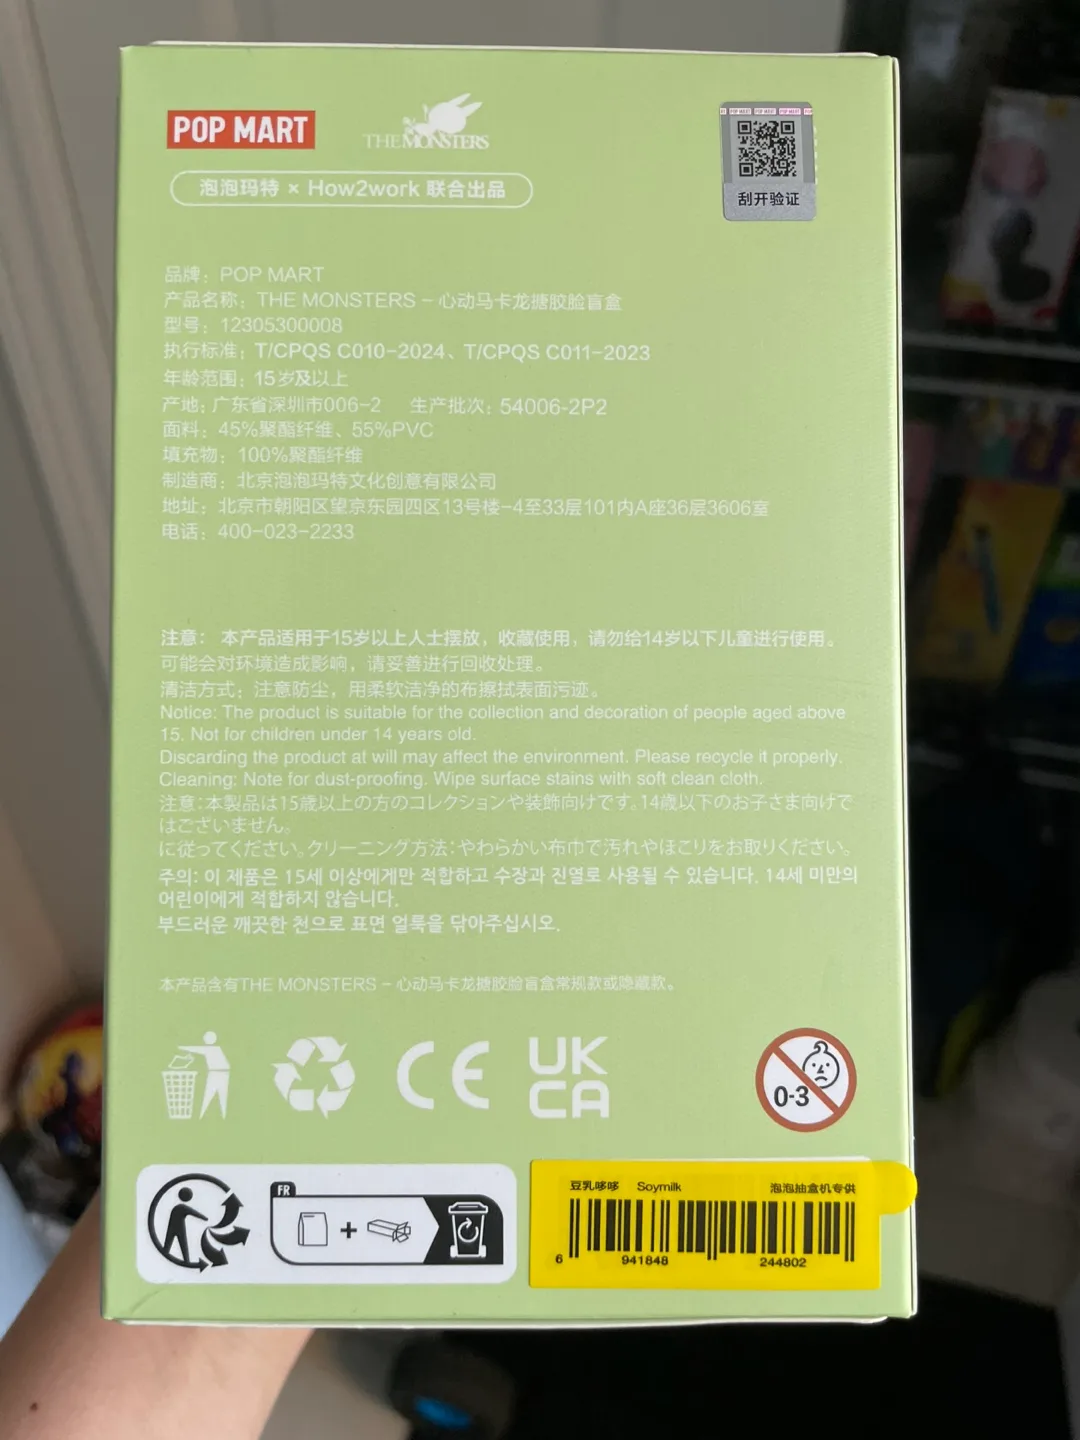 POP MART
THE MONSTERS
泡泡玛特 × How2work 联合出品
刮开验证
品牌：POP MART
产品名称：THE MONSTERS – 心动马卡龙搪胶脸盲盒
型号：12305300008
执行标准：T/CPQS C010-2024、T/CPQS C011-2023
年龄范围：15岁及以上
产地：广东省深圳市006-2 生产批次：54006-2P2
面料：45%聚酯纤维、55%PVC
填充物：100%聚酯纤维
制造商：北京泡泡玛特文化创意有限公司
地址：北京市朝阳区望京东园四区13号楼-4至33层101内A座36层3606室
电话：400-023-2233
注意：本产品适用于15岁以上人士摆放，收藏使用，请勿给14岁以下儿童进行使用。
可能会对环境造成影响，请妥善进行回收处理。
清洁方式：注意防尘，用柔软洁净的布擦拭表面污迹。
Notice: The product is suitable for the collection and decoration of people aged above
15. Not for children under 14 years old.
Discarding the product at will may affect the environment. Please recycle it properly.
Cleaning: Note for dust-proofing. Wipe surface stains with soft clean cloth.
注意：本製品は15歳以上の方のコレクションや装飾向けです。14歳以下のお子さま向けで
はございません。
に従ってください。クリーニング方法：やわらかい布巾で汚れやほこりをお取りください。
주의: 이 제품은 15세 이상에게만 적합하고 수장과 진열로 사용될 수 있습니다. 14세 미만의
어린이에게 적합하지 않습니다.
부드러운 깨끗한 천으로 표면 얼룩을 닦아주십시오.
本产品含有THE MONSTERS – 心动马卡龙搪胶脸盲盒常规款或隐藏款。
CE
UK
CA
0-3
FR
豆乳哆哆 Soymilk 泡泡抽盒机专供
6 941848 244802